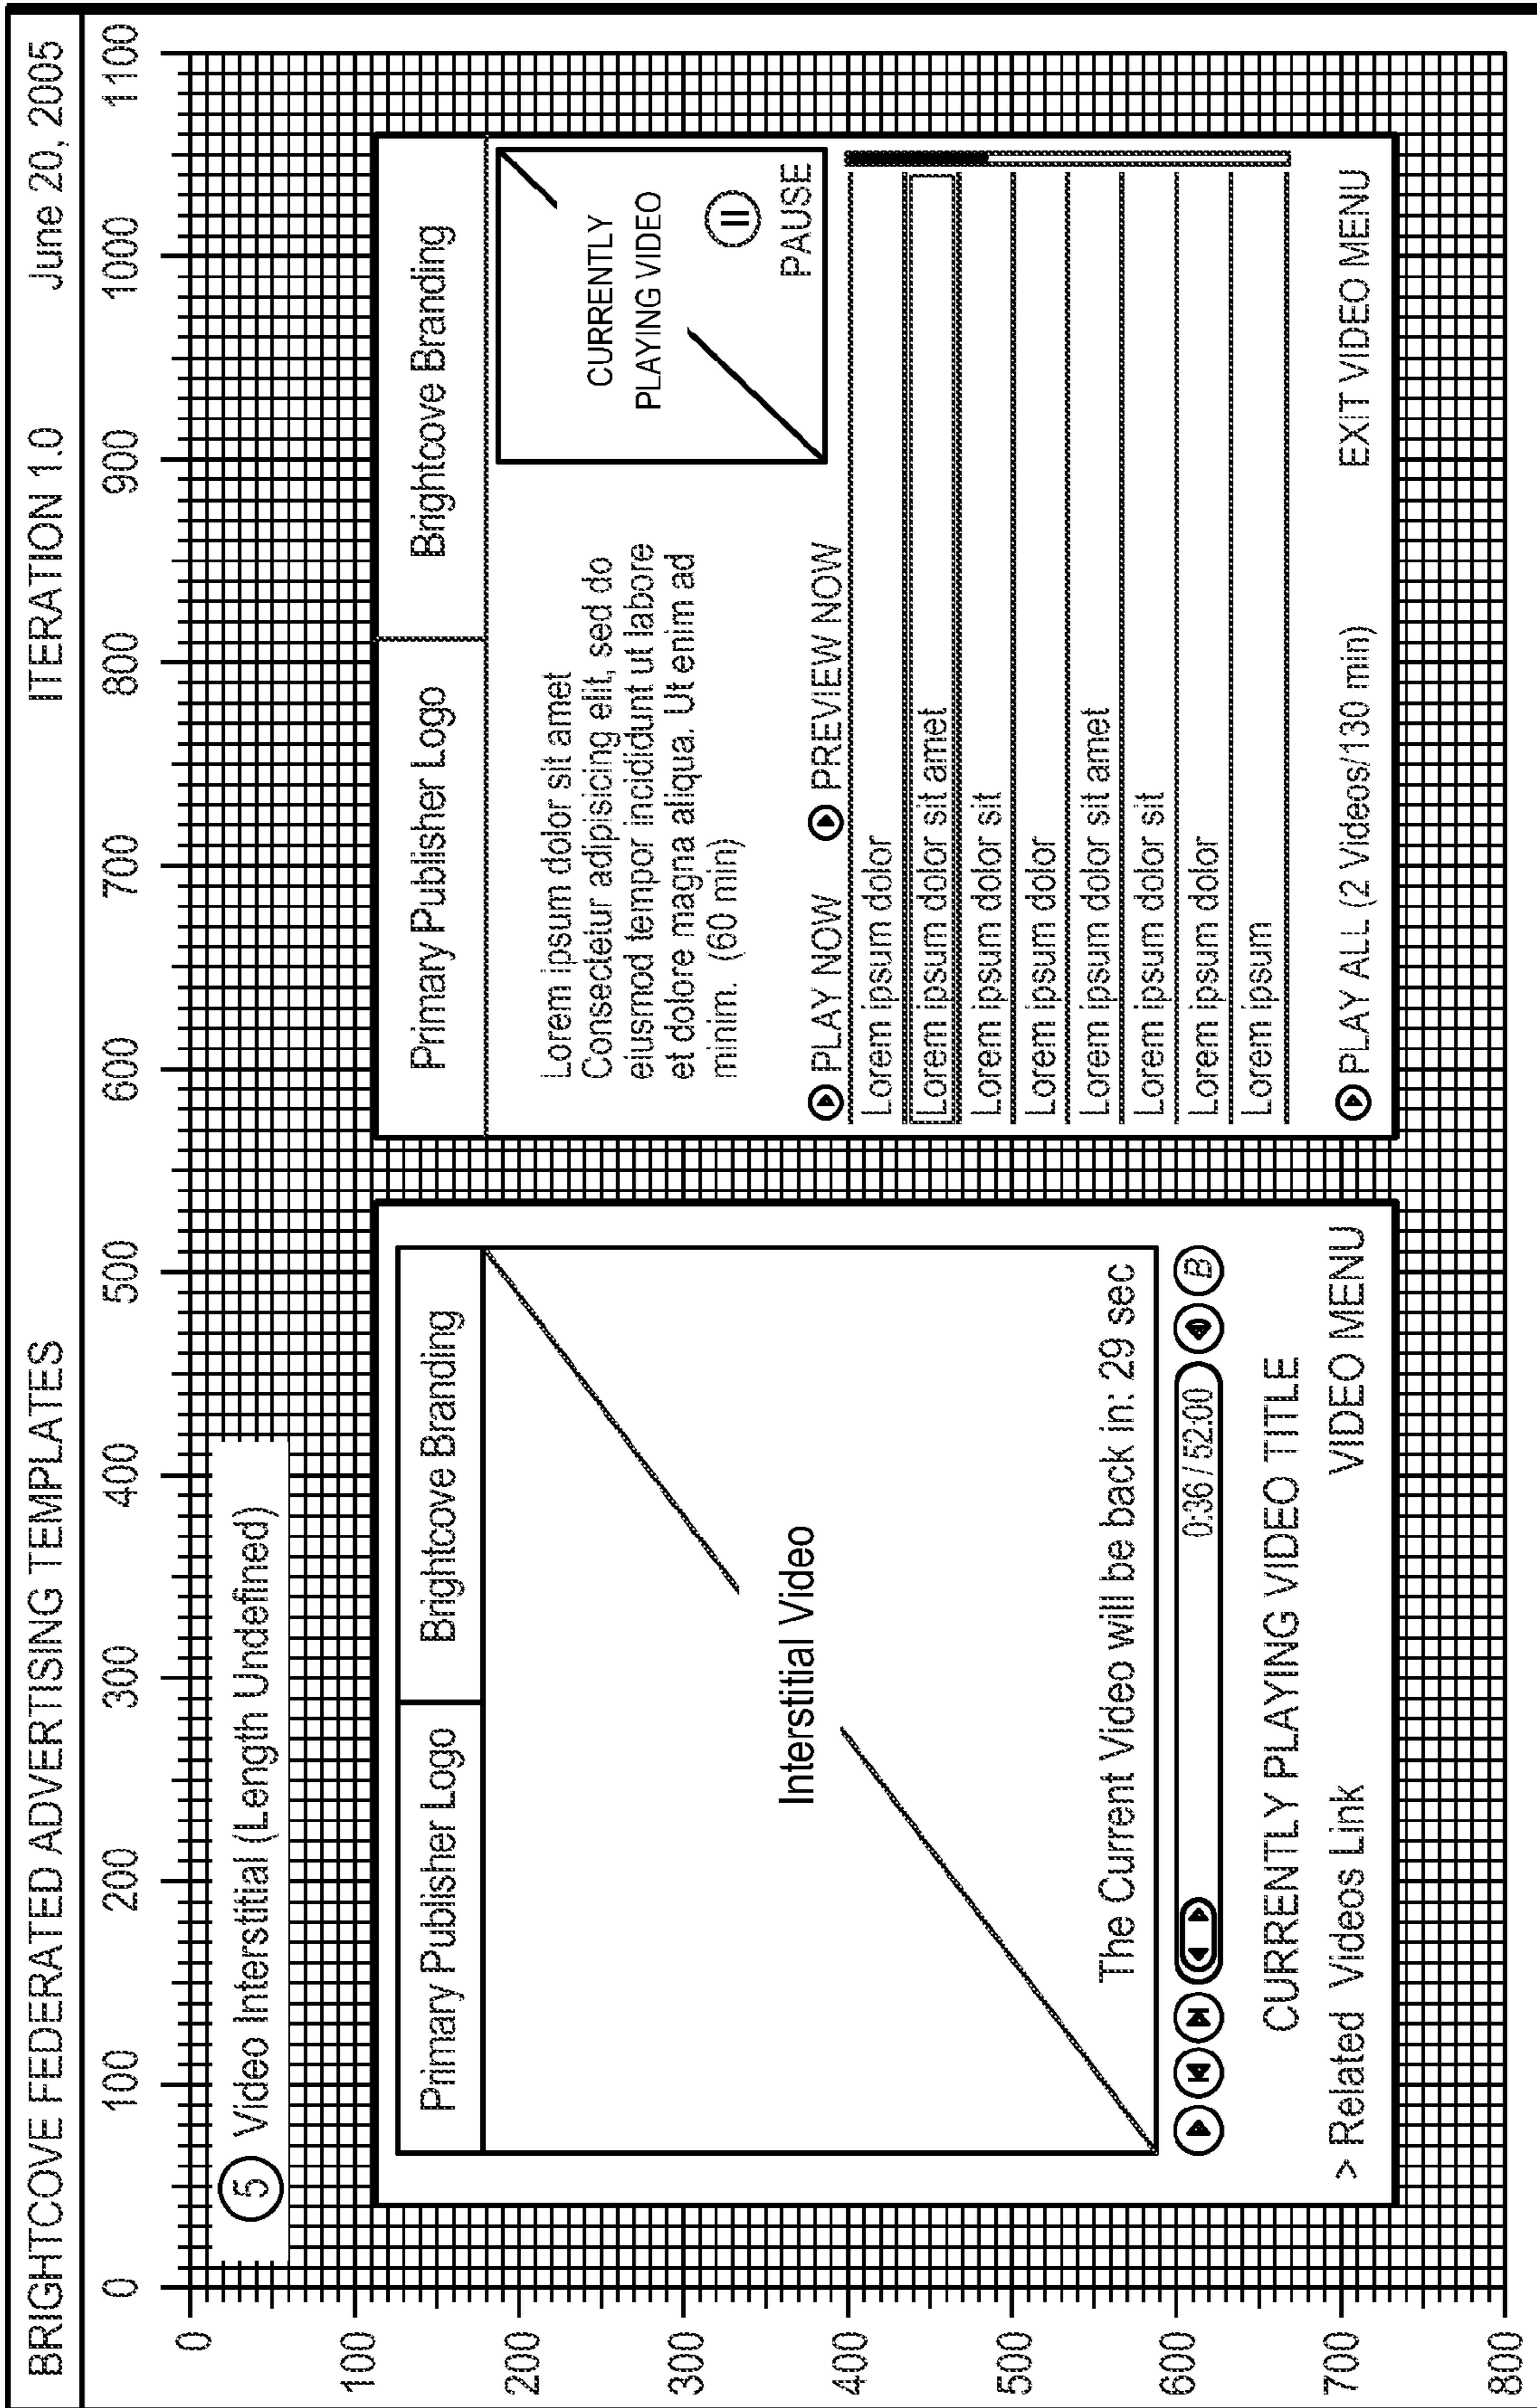 BRIGHTCOVE FEDERATED ADVERTISING TEMPLATES
ITERATION 1.0
June 20, 2005
0 100 200 300 400 500 600 700 800 900 1000 1100
0
100
200
300
400
500
600
700
800
5 Video Interstitial (Length Undefined)
Primary Publisher Logo
Brightcove Branding
Interstitial Video
The Current Video will be back in: 29 sec
0:36 / 52:00
B
CURRENTLY PLAYING VIDEO TITLE
> Related Videos Link
VIDEO MENU
Primary Publisher Logo
Brightcove Branding
Lorem ipsum dolor sit amet
Consectetur adipisicing elit, sed do
eiusmod tempor incididunt ut labore
et dolore magna aliqua. Ut enim ad
minim. (60 min)
CURRENTLY
PLAYING VIDEO
PAUSE
PLAY NOW
PREVIEW NOW
Lorem ipsum dolor
Lorem ipsum dolor sit amet
Lorem ipsum dolor sit
Lorem ipsum dolor
Lorem ipsum dolor sit amet
Lorem ipsum dolor sit
Lorem ipsum dolor
Lorem ipsum
PLAY ALL (2 Videos/130 min)
EXIT VIDEO MENU